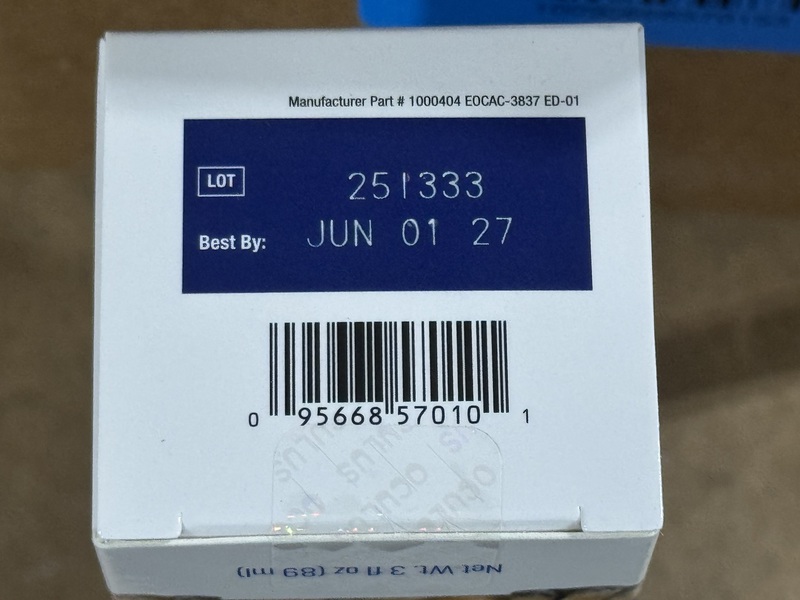 Manufacturer Part # 1000404 EOCAC-3837 ED-01
LOT 251333
Best By: JUN 01 27
0 95668 57010 1
OCULUS
Net Wt. 3 fl oz (89 ml)